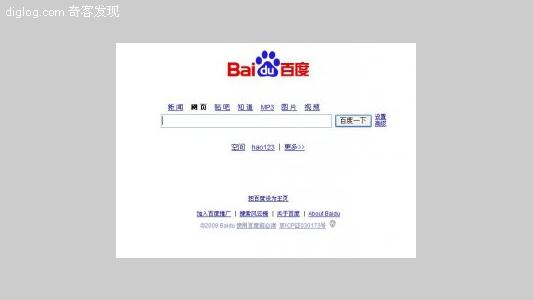 diglog.com 奇客发现
Bai du 百度
新闻 网页 贴吧 知道 MP3 图片 视频
百度一下 设置 高级
空间 hao123 | 更多>>
把百度设为主页
加入百度推广 | 搜索风云榜 | 关于百度 | About Baidu
©2009 Baidu 使用百度前必读 京ICP证030173号